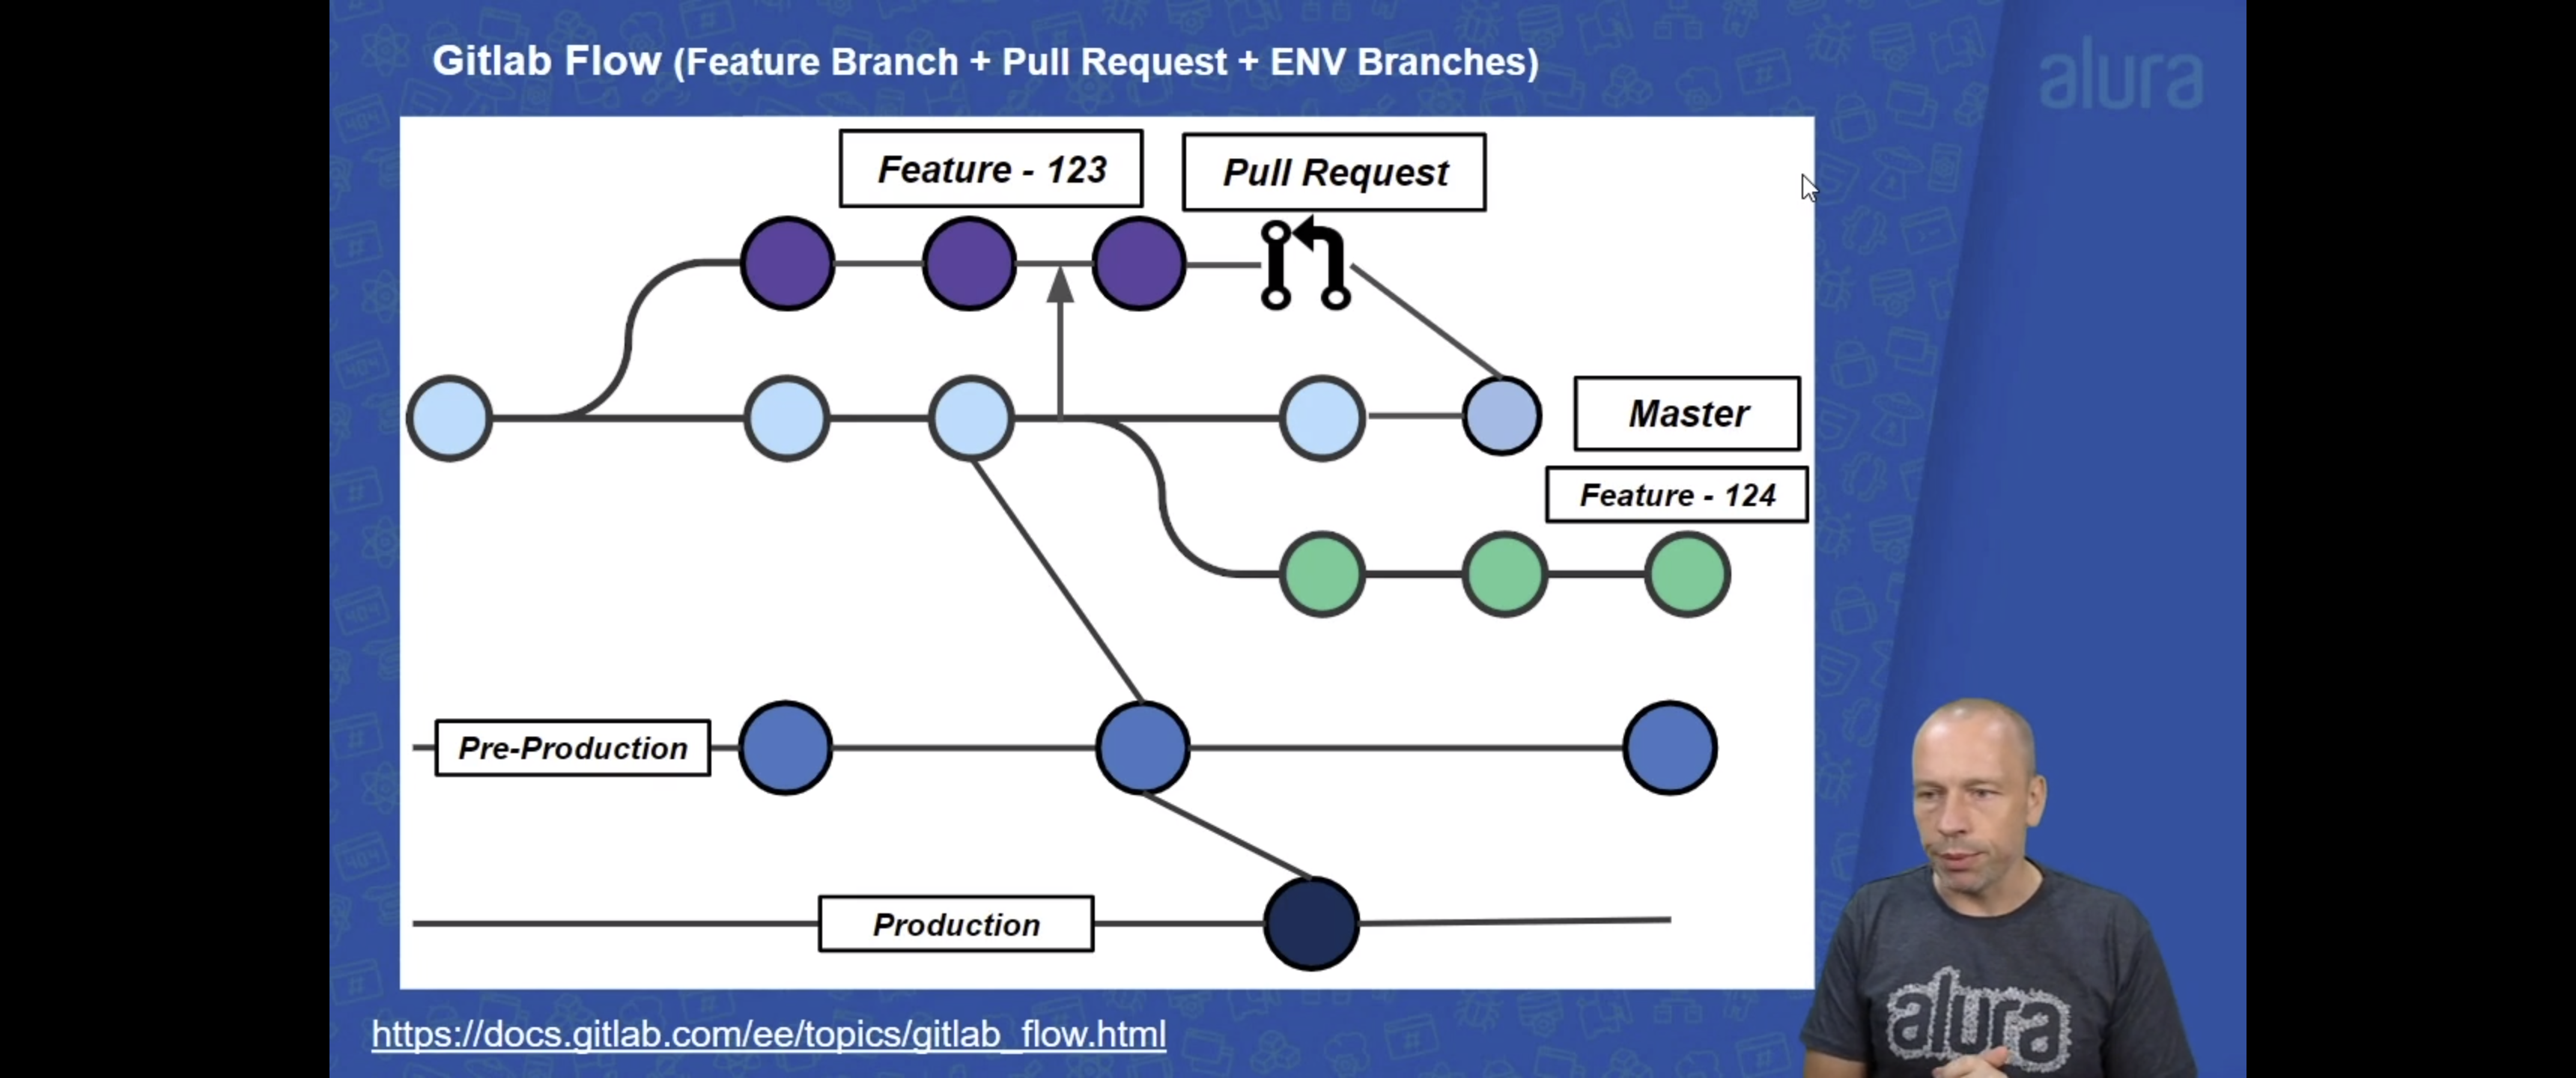 Gitlab Flow (Feature Branch + Pull Request + ENV Branches)
alura
Feature - 123
Pull Request
Master
Feature - 124
Pre-Production
Production
https://docs.gitlab.com/ee/topics/gitlab_flow.html
alura